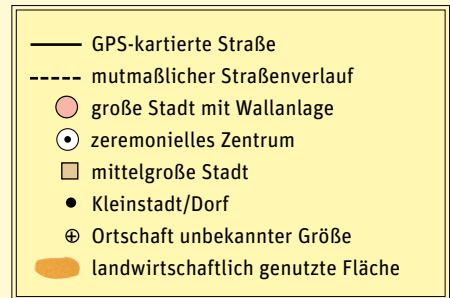 GPS-kartierte Straße
mutmaßlicher Straßenverlauf
große Stadt mit Wallanlage
zeremonielles Zentrum
mittelgroße Stadt
Kleinstadt/Dorf
Ortschaft unbekannter Größe
landwirtschaftlich genutzte Fläche